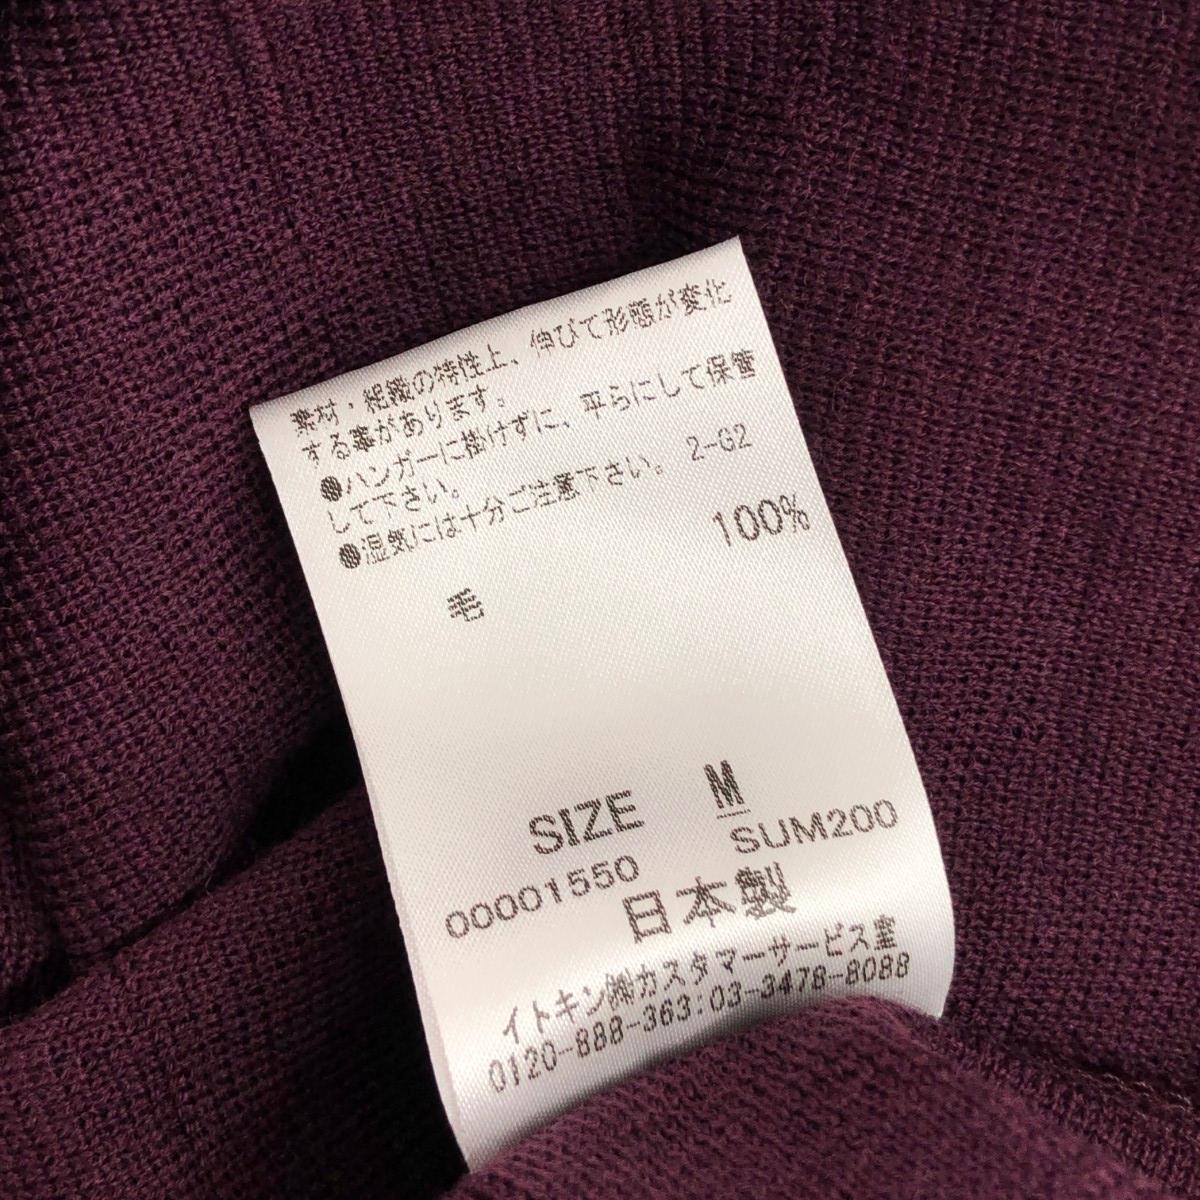 素材・組織の特性上、伸びて形態が変化
する事があります。
●ハンガーに掛けずに、平らにして保管
して下さい。
●湿気には十分ご注意下さい。 2-G2
毛 100%
SIZE M
00001550 SUM200
日本製
イトキン㈱カスタマーサービス室
0120-888-363:03-3478-8088